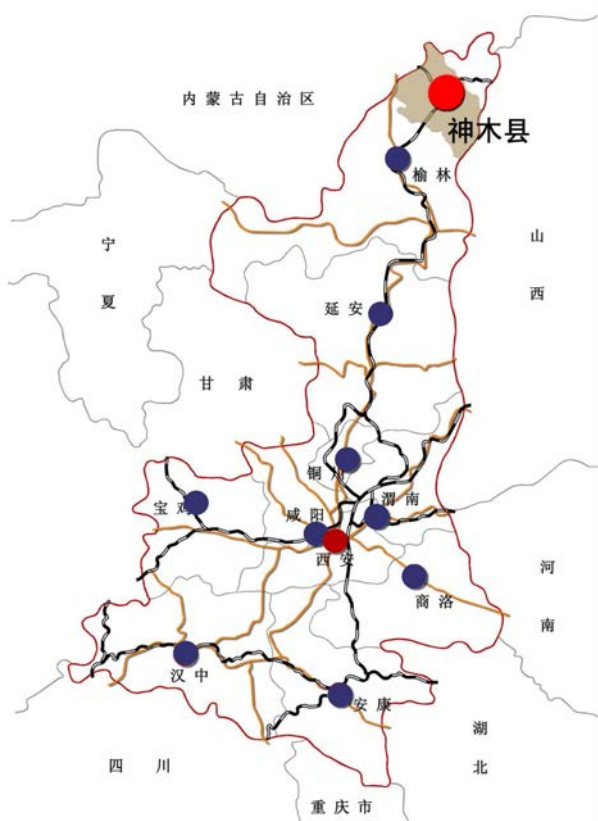 内蒙古自治区
神木县
榆林
宁夏
山西
延安
甘肃
铜川
宝鸡
咸阳
渭南
西安
商洛
河南
汉中
安康
湖北
四川
重庆市